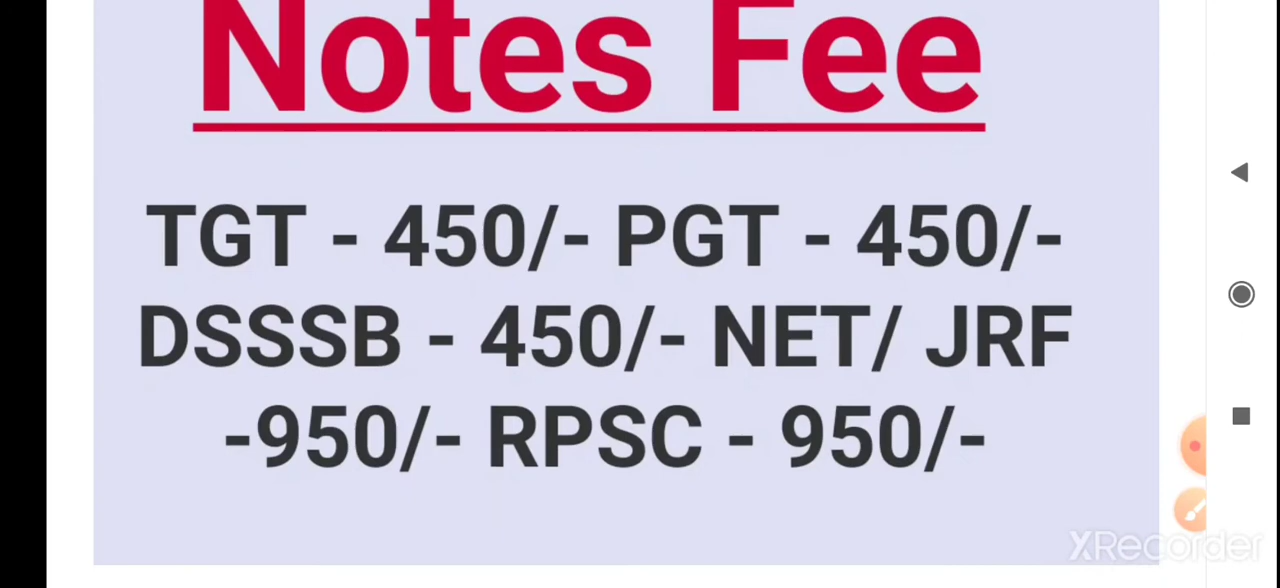 Notes Fee
TGT - 450/- PGT - 450/-
DSSSB - 450/- NET/ JRF
-950/- RPSC - 950/-
XRecorder